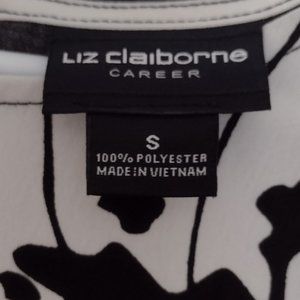 LIZ claiborne
CAREER
S
100% POLYESTER
MADE IN VIETNAM